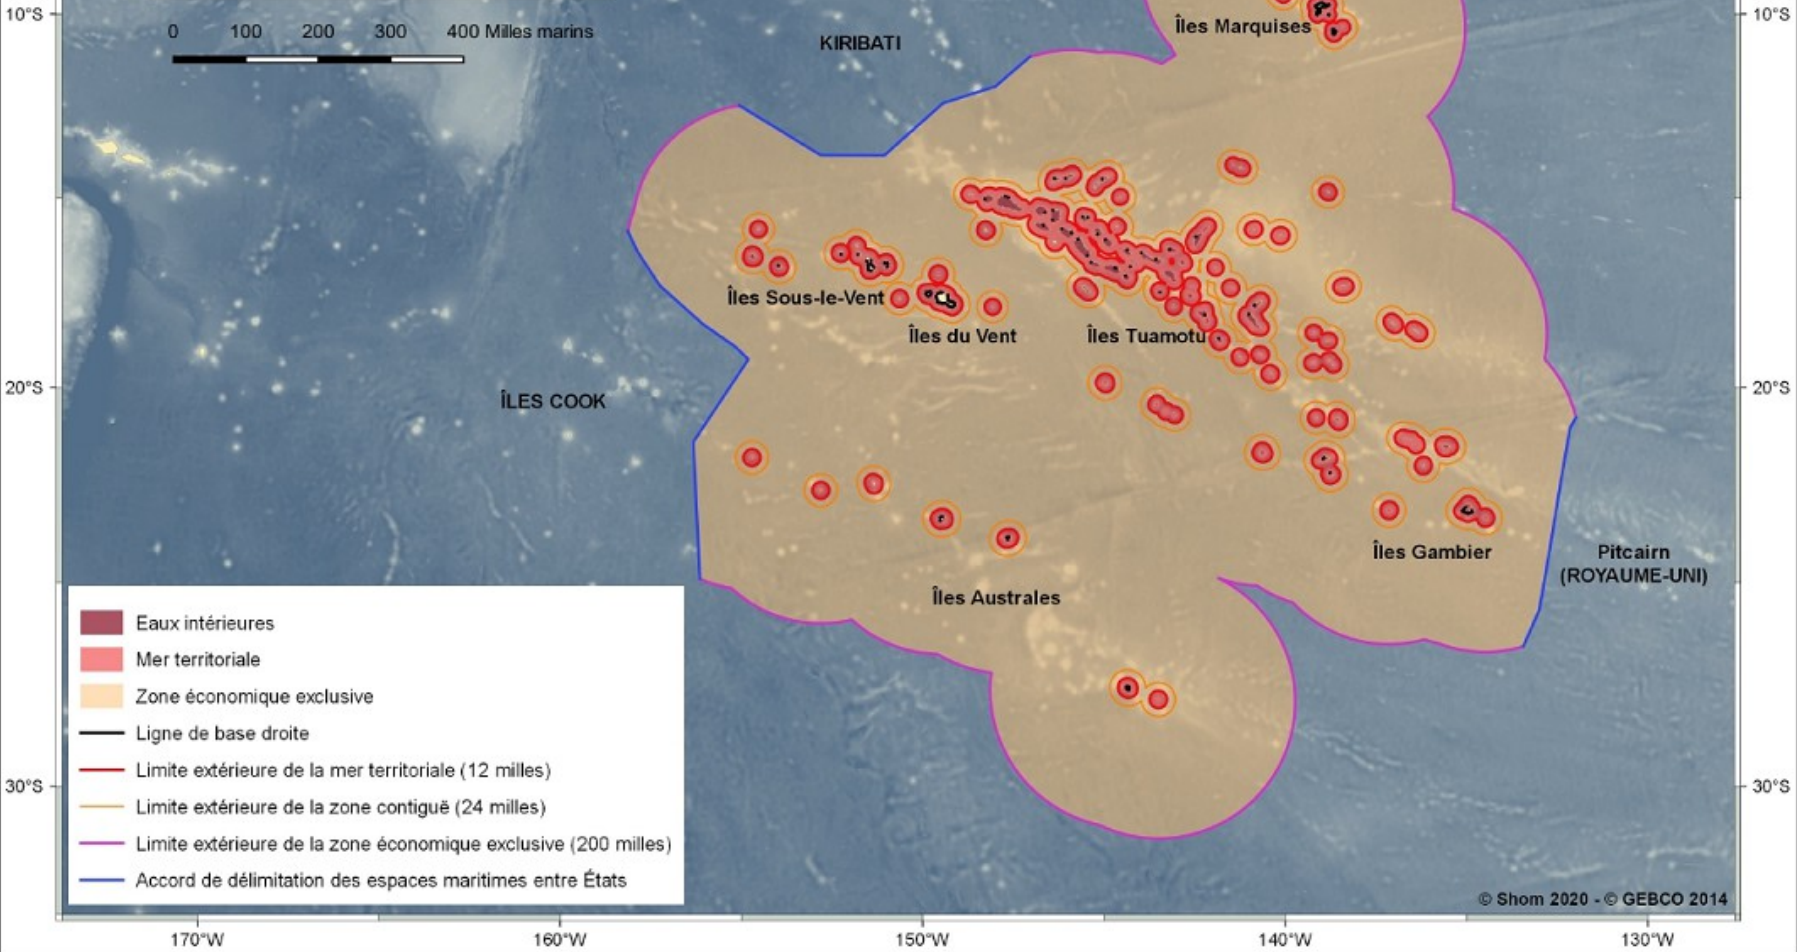 10°S
10°S
0 100 200 300 400 Milles marins
Îles Marquises
KIRIBATI
Îles Sous-le-Vent
Îles du Vent
Îles Tuamotu
20°S
20°S
ÎLES COOK
Îles Gambier
Pitcairn
(ROYAUME-UNI)
Îles Australes
Eaux intérieures
Mer territoriale
Zone économique exclusive
Ligne de base droite
Limite extérieure de la mer territoriale (12 milles)
30°S
30°S
Limite extérieure de la zone contiguë (24 milles)
Limite extérieure de la zone économique exclusive (200 milles)
Accord de délimitation des espaces maritimes entre États
© Shom 2020 - © GEBCO 2014
170°W 160°W 150°W 140°W 130°W